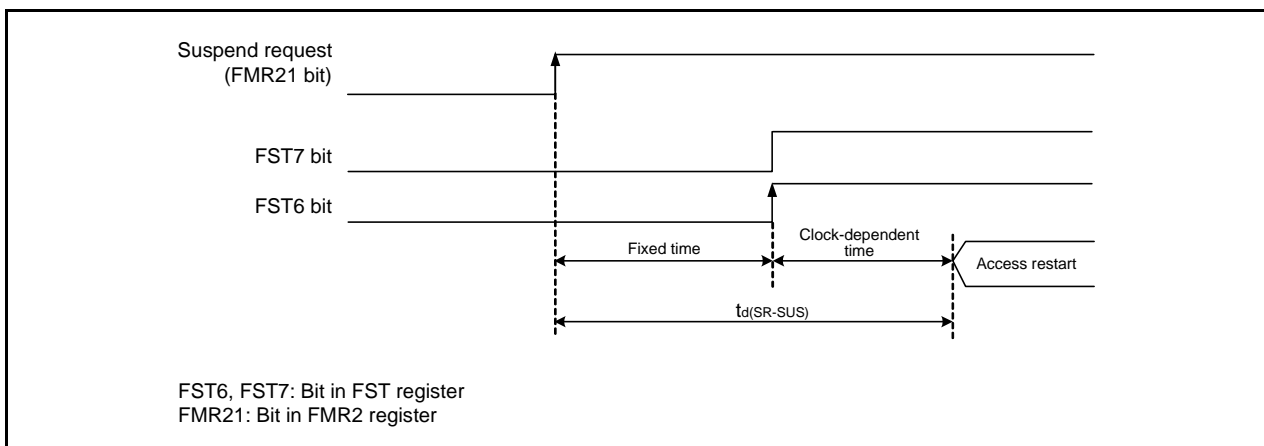 Suspend request
(FMR21 bit)
FST7 bit
FST6 bit
Fixed time
Clock-dependent
time
Access restart
td(SR-SUS)
FST6, FST7: Bit in FST register
FMR21: Bit in FMR2 register